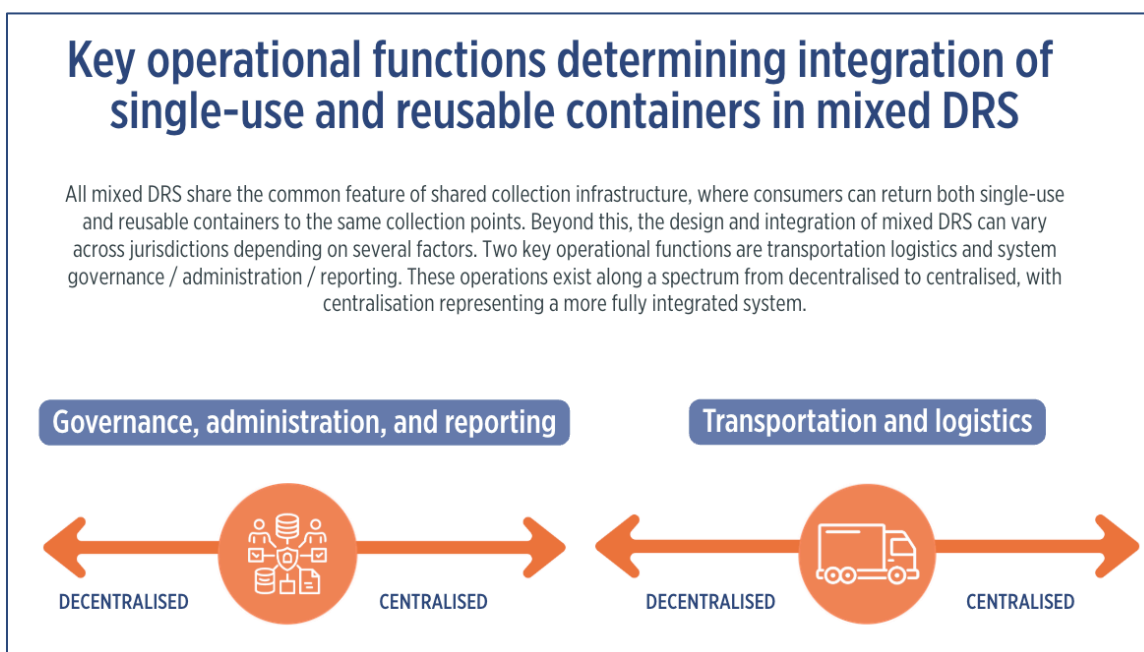 Key operational functions determining integration of
single-use and reusable containers in mixed DRS
All mixed DRS share the common feature of shared collection infrastructure, where consumers can return both single-use
and reusable containers to the same collection points. Beyond this, the design and integration of mixed DRS can vary
across jurisdictions depending on several factors. Two key operational functions are transportation logistics and system
governance / administration / reporting. These operations exist along a spectrum from decentralised to centralised, with
centralisation representing a more fully integrated system.
Governance, administration, and reporting
DECENTRALISED
CENTRALISED
Transportation and logistics
DECENTRALISED
CENTRALISED